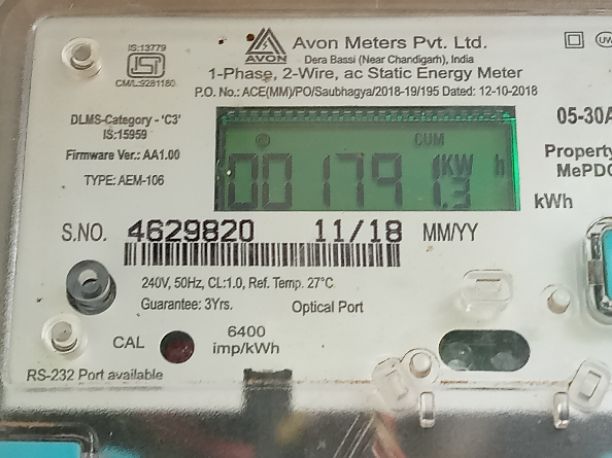 IS:13779
ISI
CM/L:9281180
AVON
Avon Meters Pvt. Ltd.
Dera Bassi (Near Chandigarh), India
1-Phase, 2-Wire, ac Static Energy Meter
P.O. No.: ACE(MM)/PO/Saubhagya/2018-19/195 Dated: 12-10-2018
DLMS-Category - 'C3'
IS:15959
Firmware Ver.: AA1.00
TYPE: AEM-106
CUM
001791.3 KW h
05-30A
Property
MePDC
kWh
S.NO. 4629820 11/18 MM/YY
240V, 50Hz, CL:1.0, Ref. Temp. 27°C
Guarantee: 3Yrs. Optical Port
CAL
6400
imp/kWh
RS-232 Port available